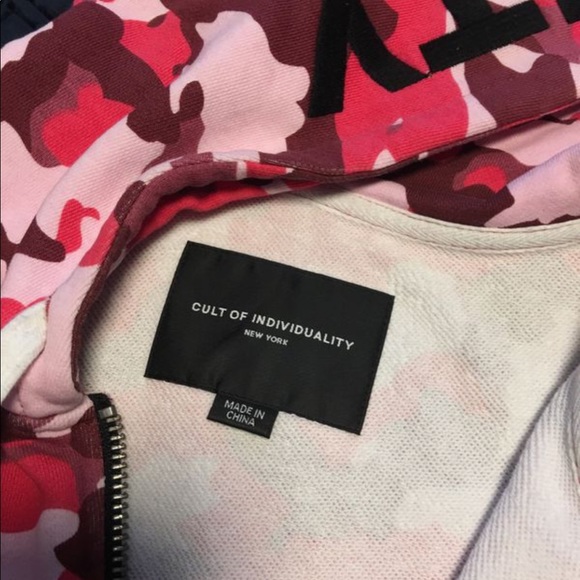 CULT OF INDIVIDUALITY
NEW YORK
MADE IN
CHINA